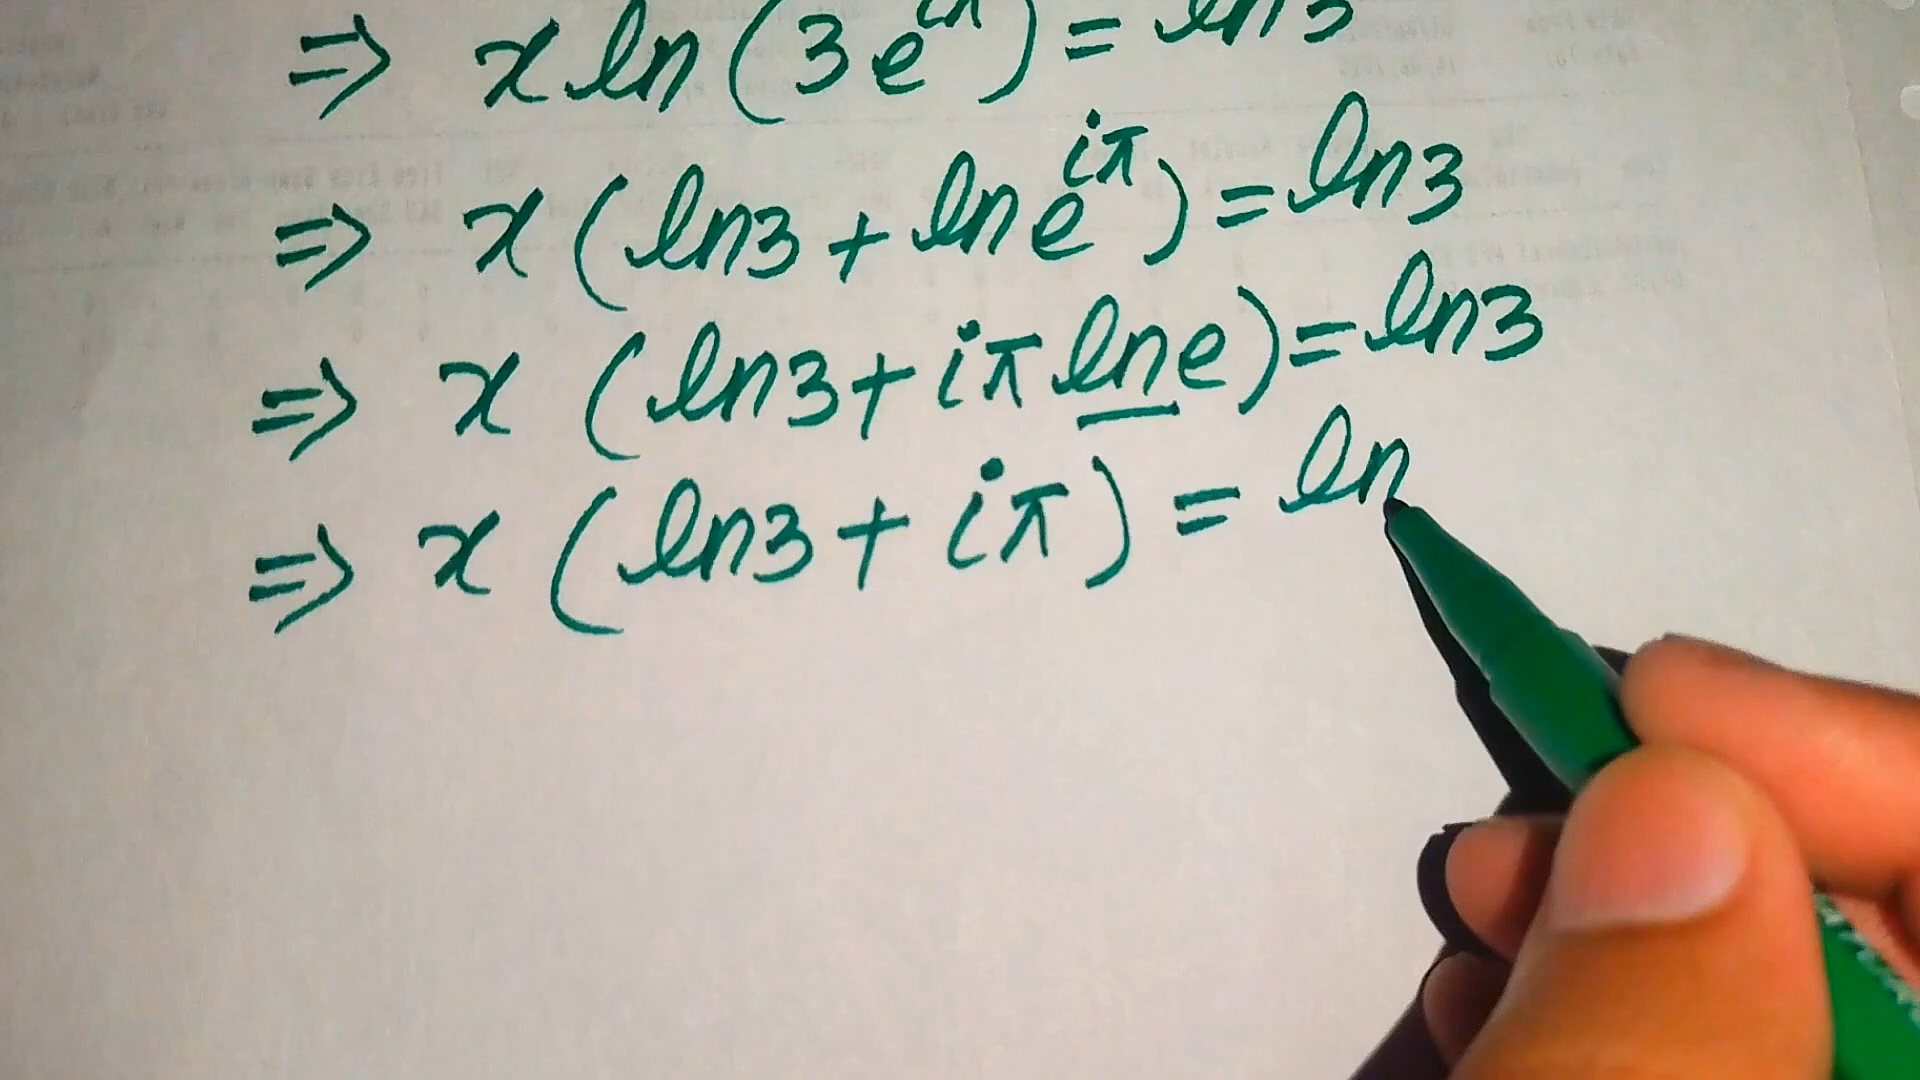 ⇒ x ln(3e^{iπ}) = ln3
⇒ x (ln3 + ln e^{iπ}) = ln3
⇒ x (ln3 + iπ ln e) = ln3
⇒ x (ln3 + iπ) = ln